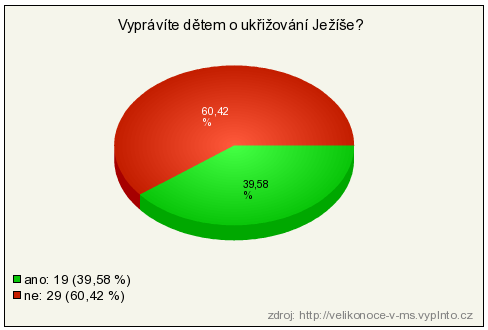 Vyprávíte dětem o ukřižování Ježíše?
60,42
%
39,58
%
ano: 19 (39,58 %)
ne: 29 (60,42 %)
zdroj: http://velikonoce-v-ms.vyplnto.cz